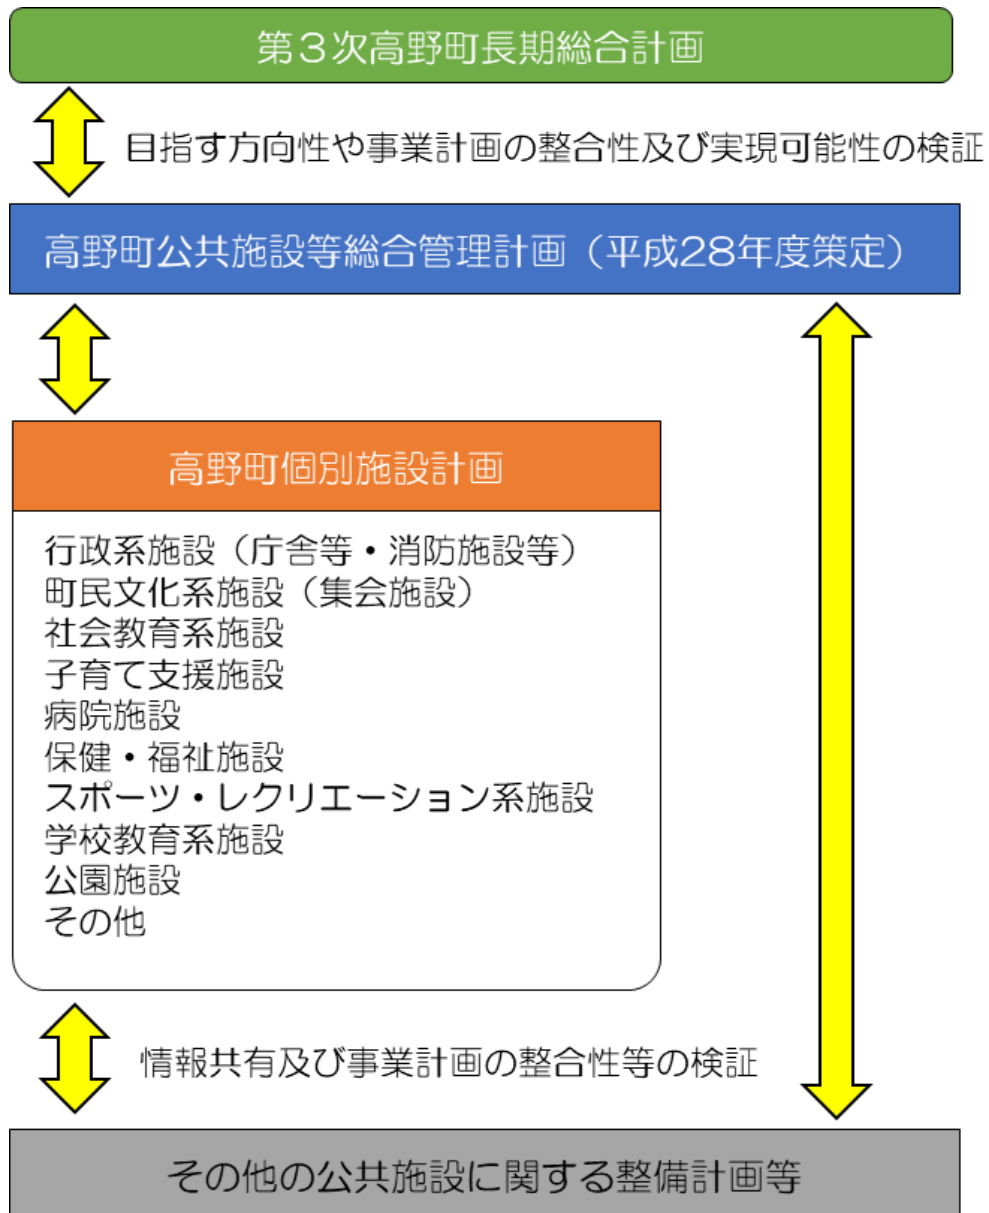 第3次高野町長期総合計画
目指す方向性や事業計画の整合性及び実現可能性の検証
高野町公共施設等総合管理計画（平成28年度策定）
高野町個別施設計画
行政系施設（庁舎等・消防施設等）
町民文化系施設（集会施設）
社会教育系施設
子育て支援施設
病院施設
保健・福祉施設
スポーツ・レクリエーション系施設
学校教育系施設
公園施設
その他
情報共有及び事業計画の整合性等の検証
その他の公共施設に関する整備計画等